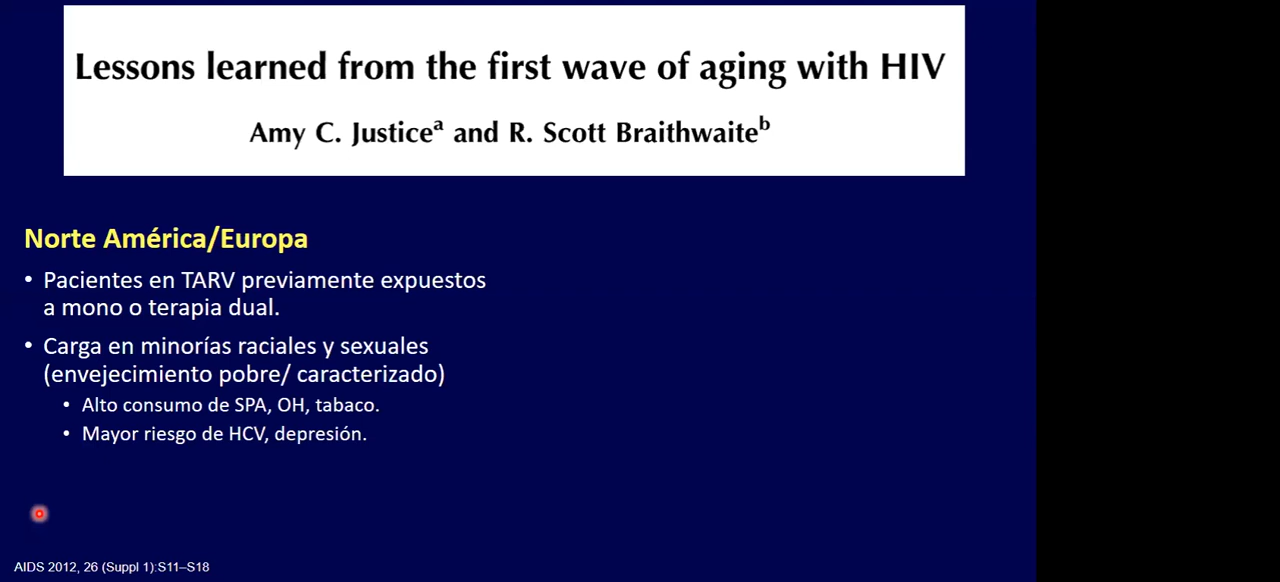 Lessons learned from the first wave of aging with HIV
Amy C. Justiceᵃ and R. Scott Braithwaiteᵇ
Norte América/Europa
• Pacientes en TARV previamente expuestos
a mono o terapia dual.
• Carga en minorías raciales y sexuales
(envejecimiento pobre/ caracterizado)
• Alto consumo de SPA, OH, tabaco.
• Mayor riesgo de HCV, depresión.
AIDS 2012, 26 (Suppl 1):S11–S18